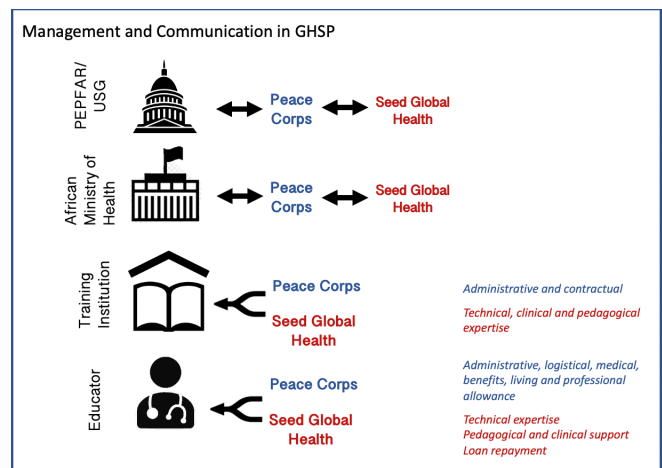 Management and Communication in GHSP
PEPFAR/
USG
Peace
Corps
Seed Global
Health
African
Ministry of
Health
Peace
Corps
Seed Global
Health
Training
Institution
Peace Corps
Seed Global
Health
Administrative and contractual
Technical, clinical and pedagogical
expertise
Educator
Peace Corps
Seed Global
Health
Administrative, logistical, medical,
benefits, living and professional
allowance
Technical expertise
Pedagogical and clinical support
Loan repayment